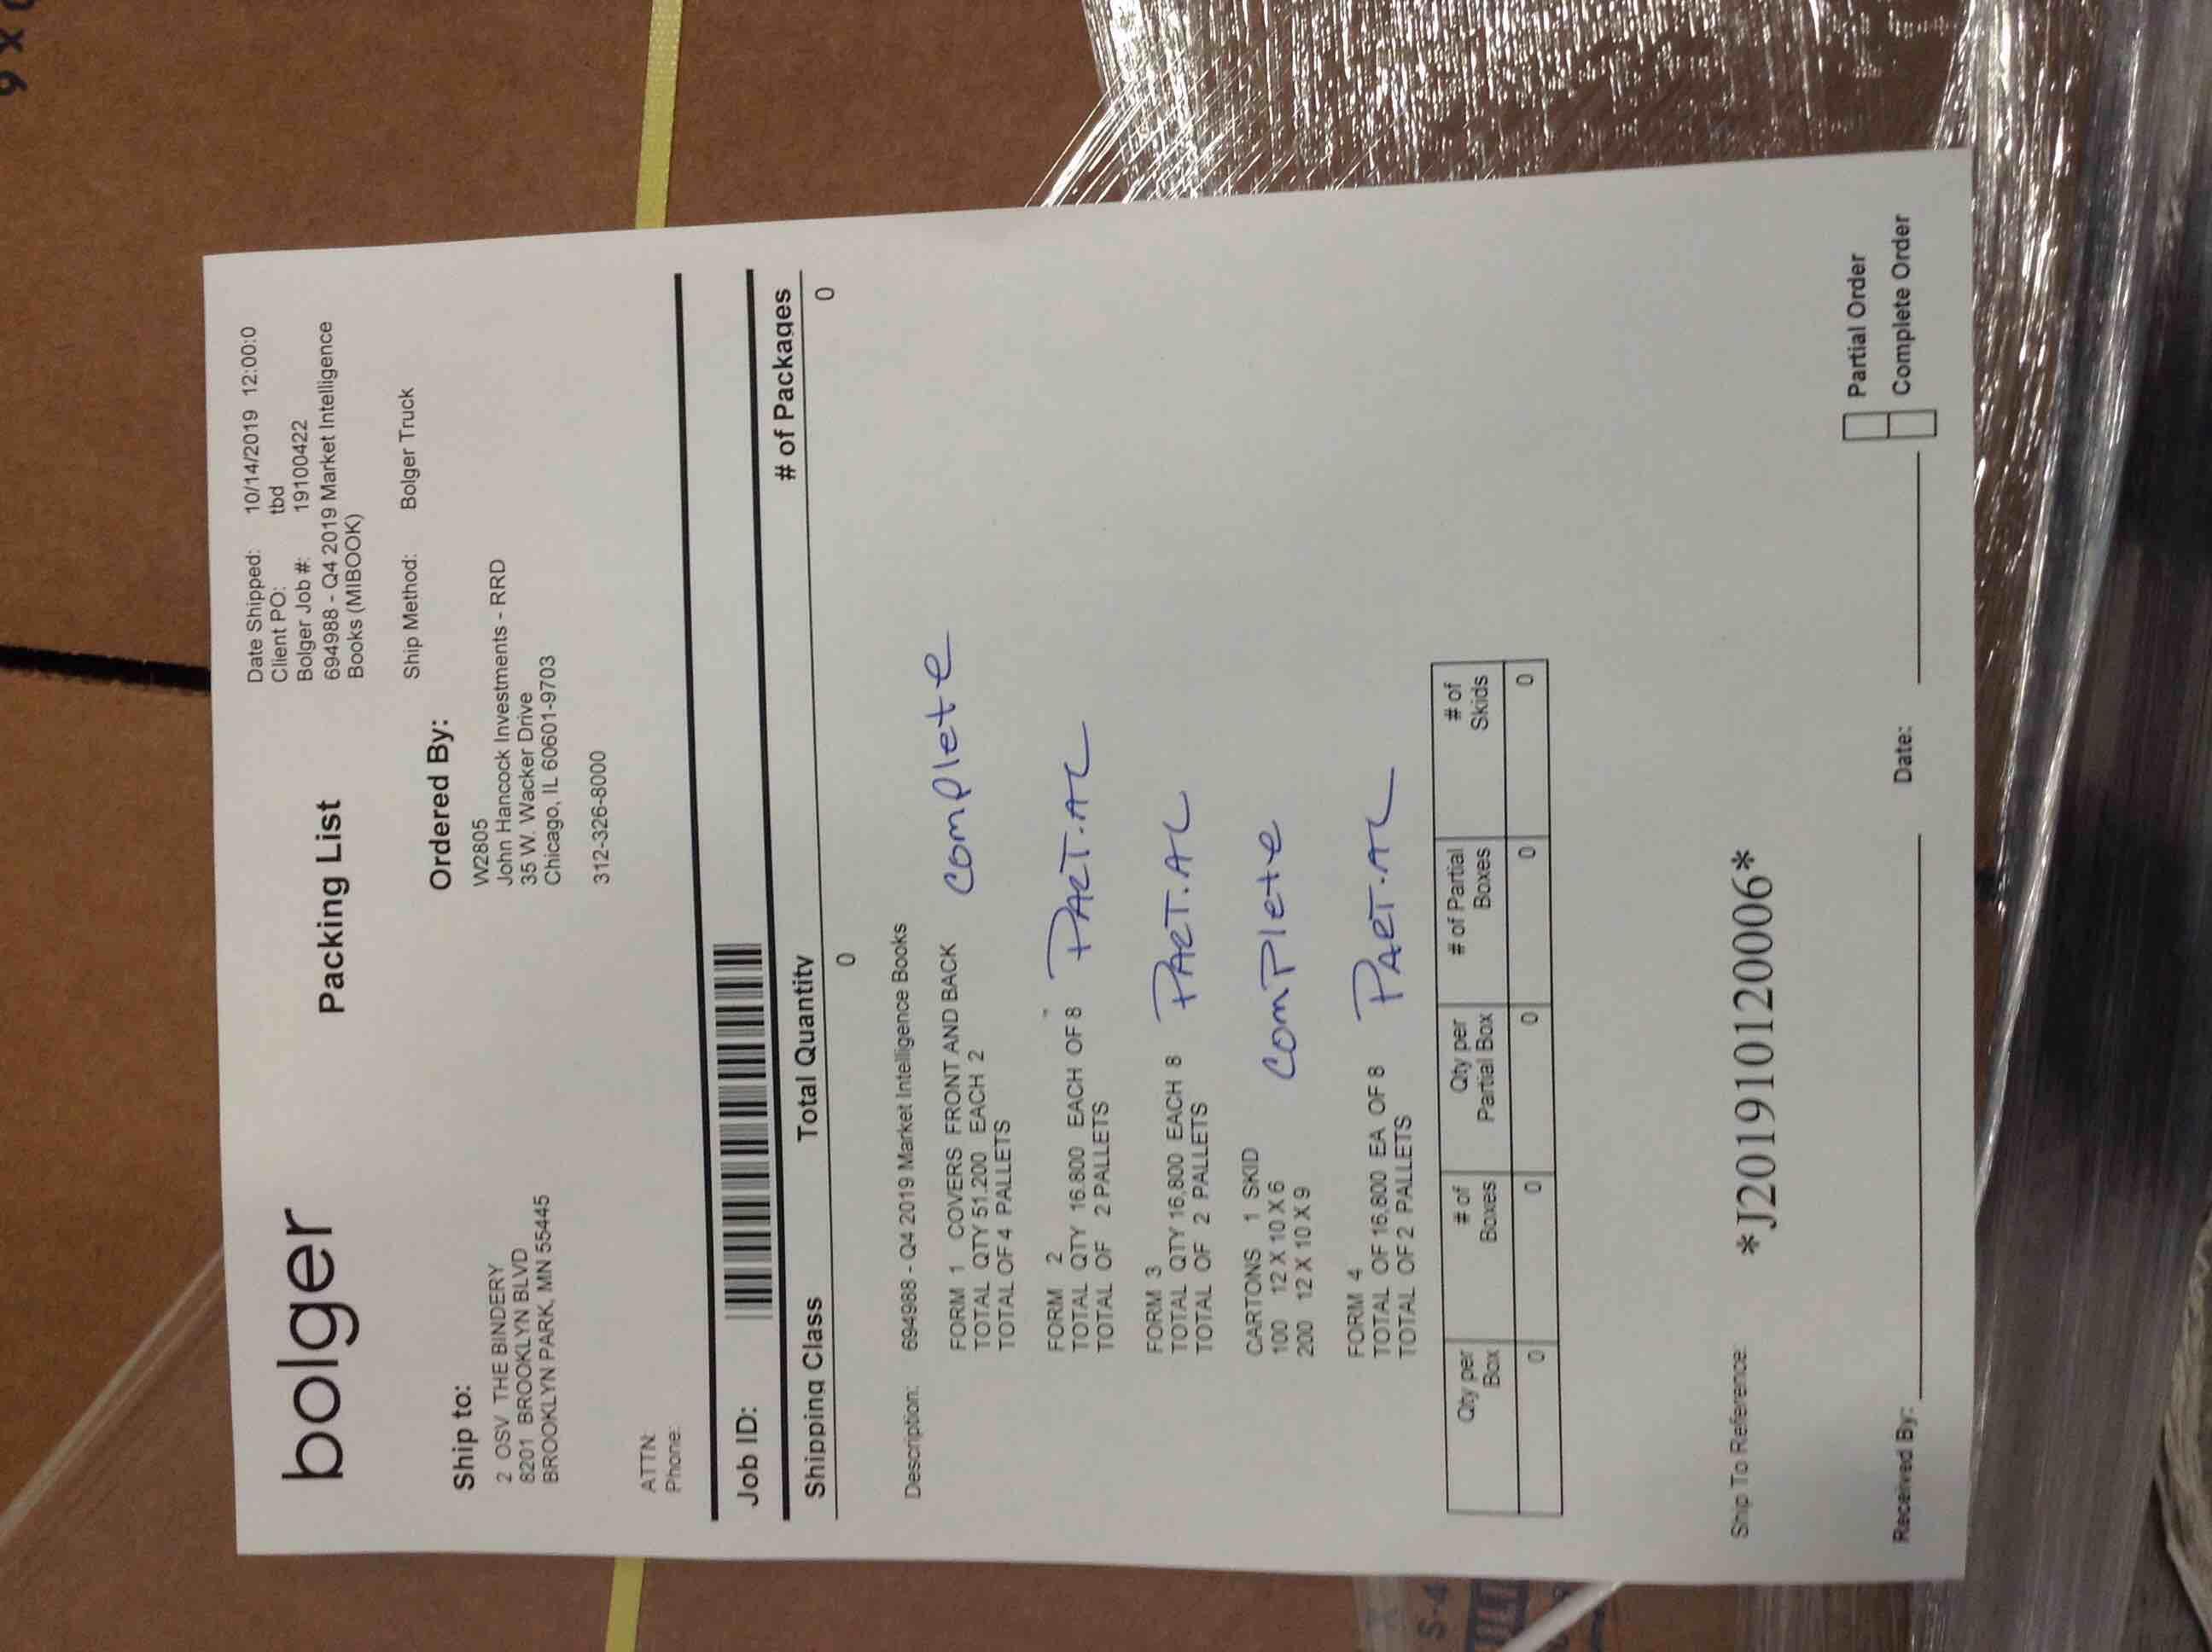 bolger
Packing List
Date Shipped: 10/14/2019 12:00:0
Client PO: tbd
Bolger Job #: 19100422
694988 - Q4 2019 Market Intelligence
Books (MIBOOK)
Ship Method: Bolger Truck
Ship to:
2 OSV THE BINDERY
8201 BROOKLYN BLVD
BROOKLYN PARK, MN 55445
ATTN:
Phone:
Ordered By:
W2805
John Hancock Investments - RRD
35 W. Wacker Drive
Chicago, IL 60601-9703
312-326-8000
Job ID:
Shipping Class Total Quantity # of Packages
0 0
Description: 694988 - Q4 2019 Market Intelligence Books
FORM 1 COVERS FRONT AND BACK complete
TOTAL QTY 51,200 EACH 2
TOTAL OF 4 PALLETS
FORM 2
TOTAL QTY 16,800 EACH OF 8 PARTiAL
TOTAL OF 2 PALLETS
FORM 3
TOTAL QTY 16,800 EACH 8 PARTiAL
TOTAL OF 2 PALLETS
CARTONS 1 SKID
100 12 X 10 X 6 complete
200 12 X 10 X 9
FORM 4
TOTAL OF 16,800 EA OF 8 PARTiAL
TOTAL OF 2 PALLETS
Qty per Box # of Boxes Qty per Partial Box # of Partial Boxes # of Skids
0 0 0 0 0
Ship To Reference: *J20191012000​6*
Received By: Date:
Partial Order
Complete Order
9 X
S-4